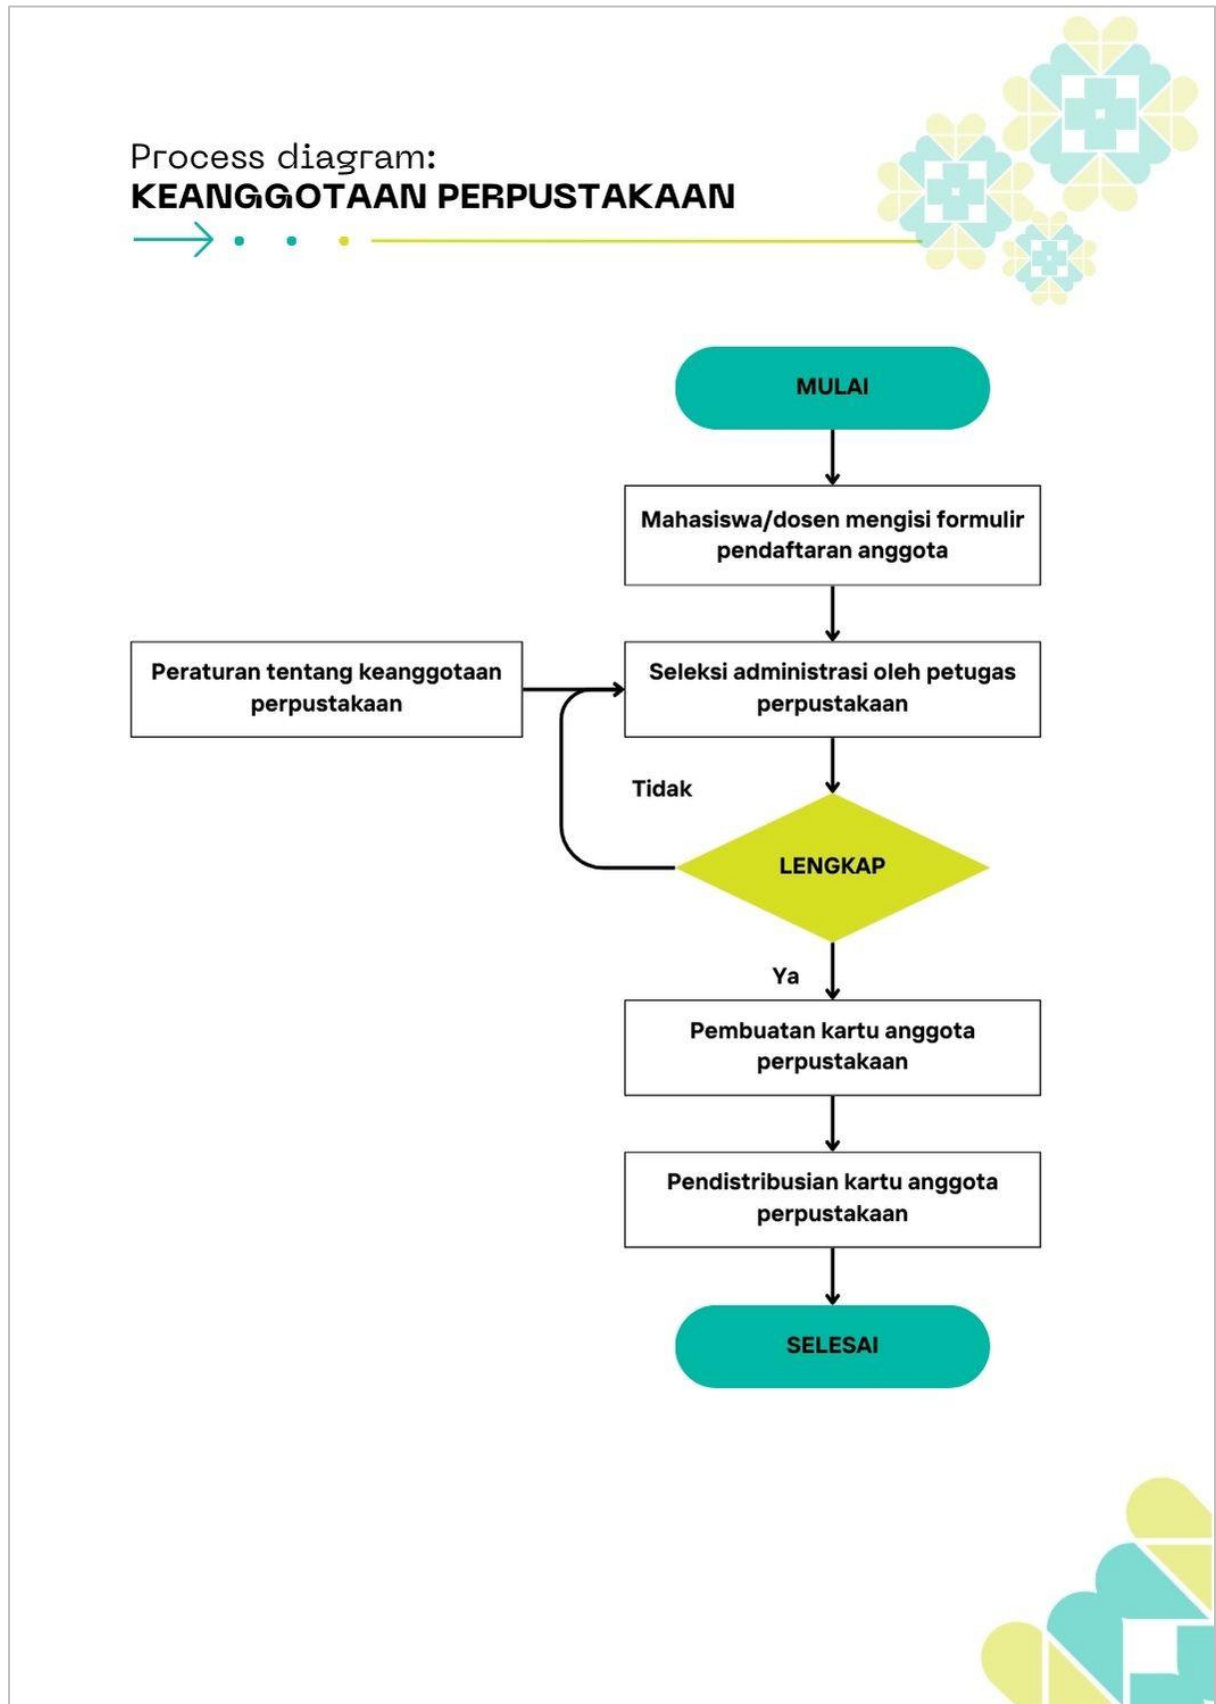 Process diagram:
KEANGGOTAAN PERPUSTAKAAN
MULAI
Mahasiswa/dosen mengisi formulir
pendaftaran anggota
Peraturan tentang keanggotaan
perpustakaan
Seleksi administrasi oleh petugas
perpustakaan
Tidak
LENGKAP
Ya
Pembuatan kartu anggota
perpustakaan
Pendistribusian kartu anggota
perpustakaan
SELESAI